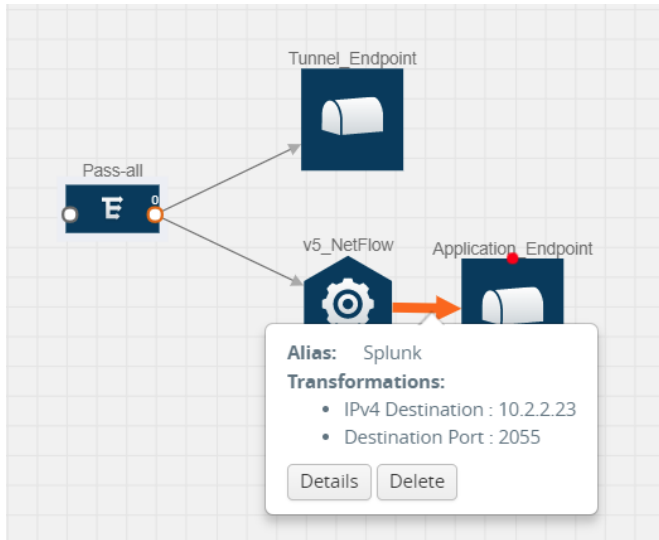 Tunnel_Endpoint
Pass-all
0
v5_NetFlow
Application_Endpoint
Alias: Splunk
Transformations:
• IPv4 Destination : 10.2.2.23
• Destination Port : 2055
Details Delete